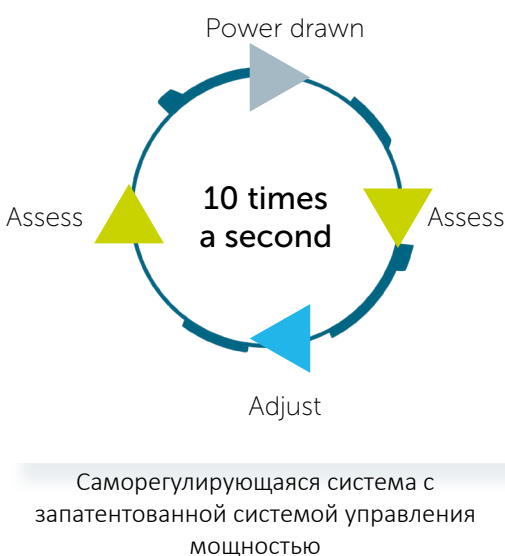 Power drawn
10 times
a second
Assess
Assess
Adjust
Саморегулирующаяся система с
запатентованной системой управления
мощностью